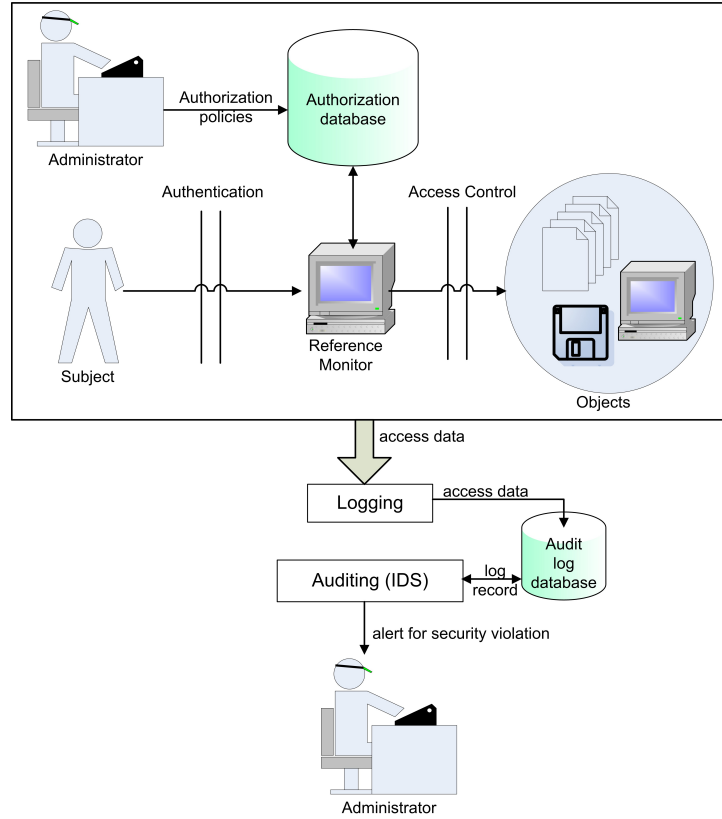 Authorization
policies
Authorization
database
Administrator
Authentication
Access Control
Subject
Reference
Monitor
Objects
access data
Logging
access data
Audit
log
database
Auditing (IDS)
log
record
alert for security violation
Administrator